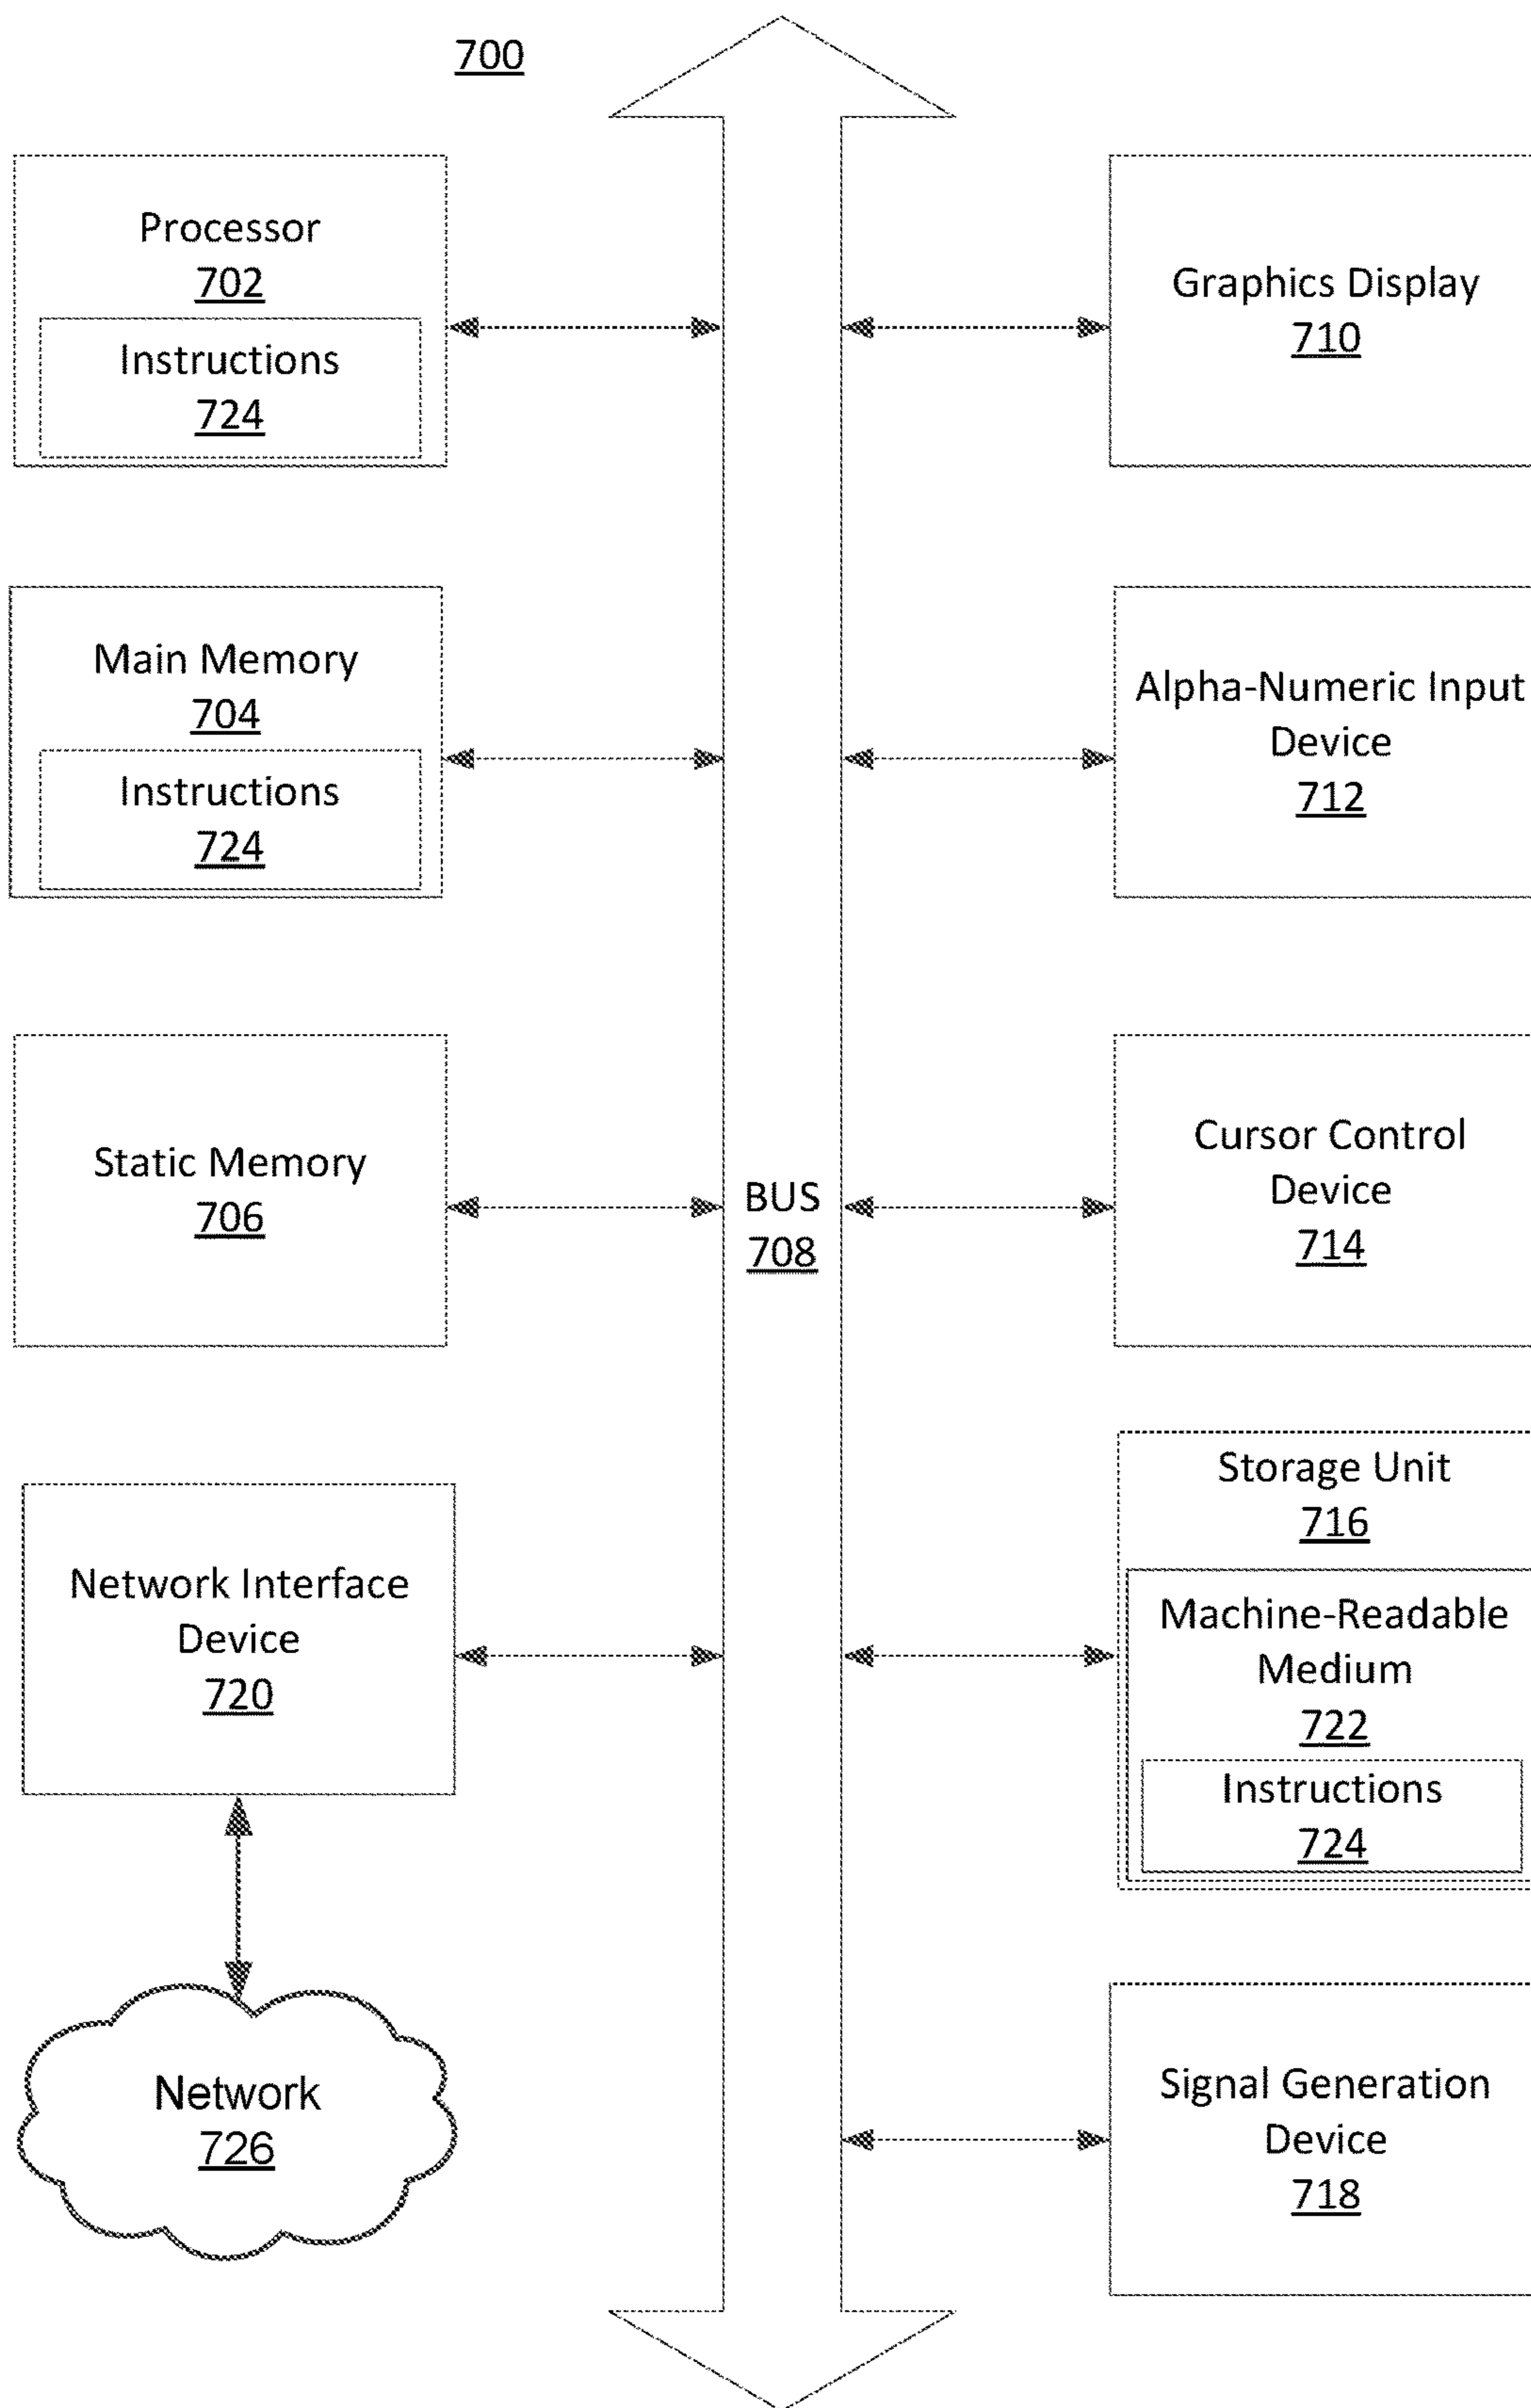 700
Processor
702
Instructions
724
Main Memory
704
Instructions
724
Static Memory
706
Network Interface
Device
720
Network
726
BUS
708
Graphics Display
710
Alpha-Numeric Input
Device
712
Cursor Control
Device
714
Storage Unit
716
Machine-Readable
Medium
722
Instructions
724
Signal Generation
Device
718